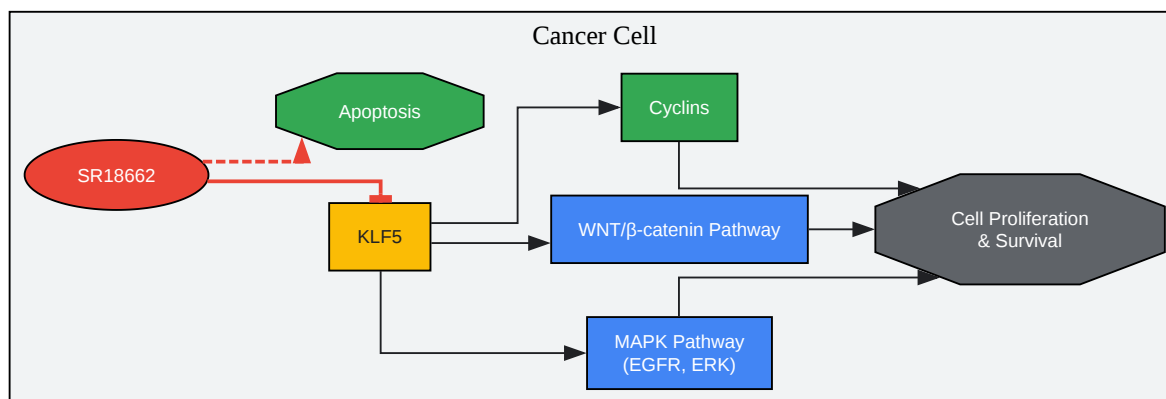 Cancer Cell
Apoptosis
Cyclins
SR18662
KLF5
WNT/β-catenin Pathway
Cell Proliferation
& Survival
MAPK Pathway
(EGFR, ERK)